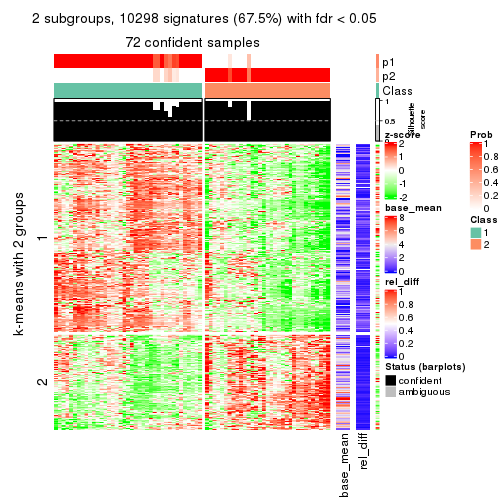 2 subgroups, 10298 signatures (67.5%) with fdr < 0.05
72 confident samples
p1
p2
Class
1
0.5
0
Silhouette
score
k-means with 2 groups
1
2
z-score
2
1
0
-1
-2
base_mean
8
6
4
2
0
rel_diff
1
0.8
0.6
0.4
0.2
0
Status (barplots)
confident
ambiguous
Prob
1
0.8
0.6
0.4
0.2
0
Class
1
2
base_mean
rel_diff